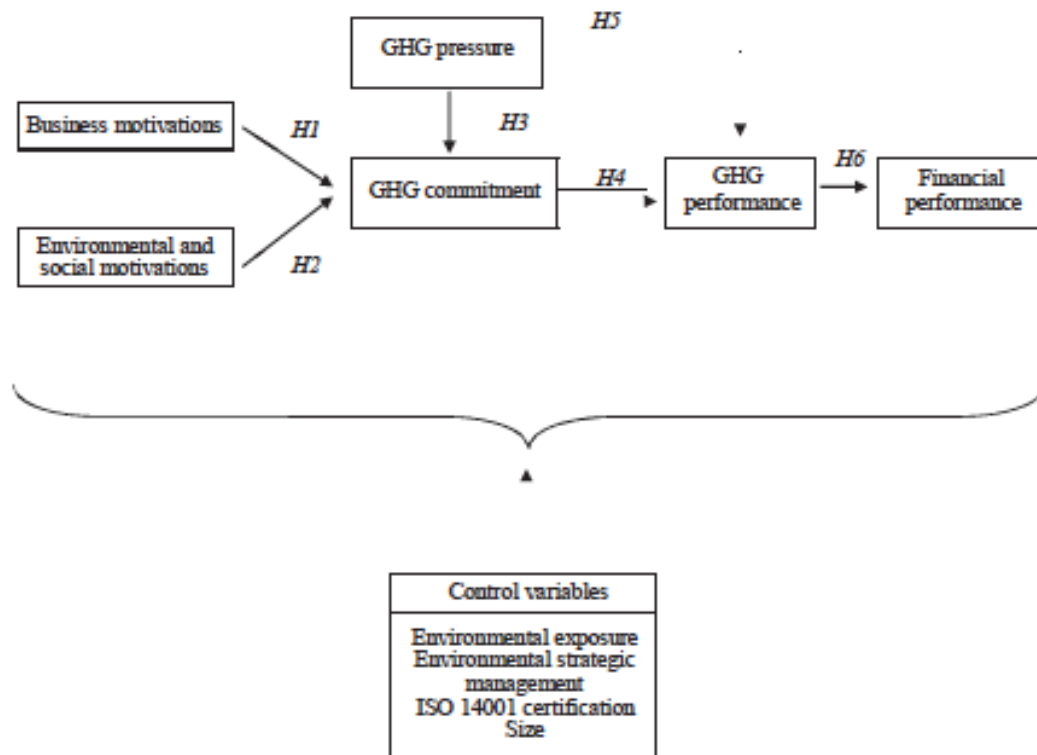 H5
GHG pressure
Business motivations
H1
H3
GHG commitment
H4
GHG
performance
H6
Financial
performance
Environmental and
social motivations
H2
Control variables
Environmental exposure
Environmental strategic
management
ISO 14001 certification
Size